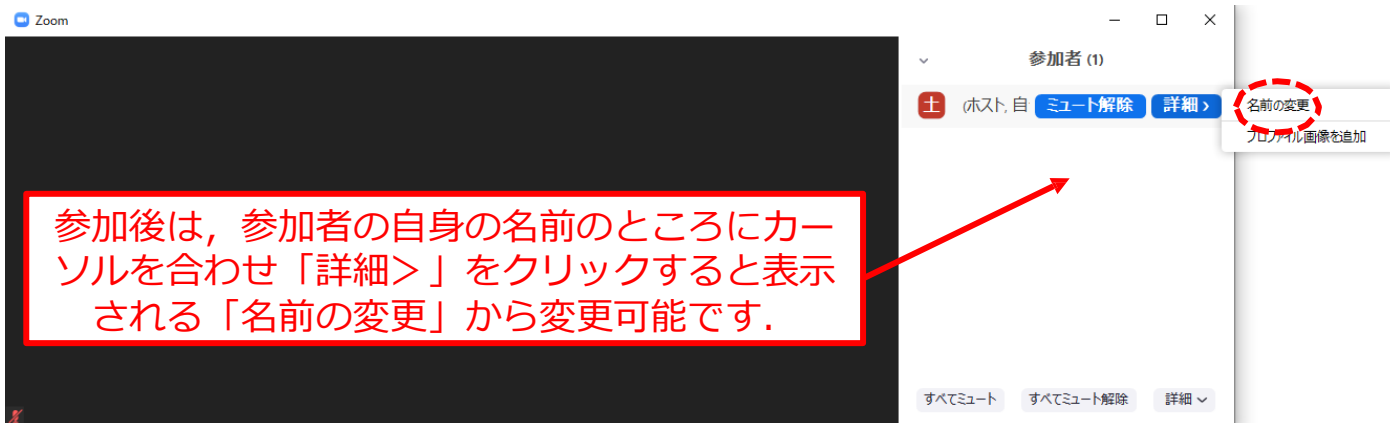 Zoom
参加者 (1)
土 (ホスト, 自 ミュート解除 詳細 >
名前の変更
プロファイル画像を追加
参加後は，参加者の自身の名前のところにカー
ソルを合わせ「詳細＞」をクリックすると表示
される「名前の変更」から変更可能です．
すべてミュート すべてミュート解除 詳細